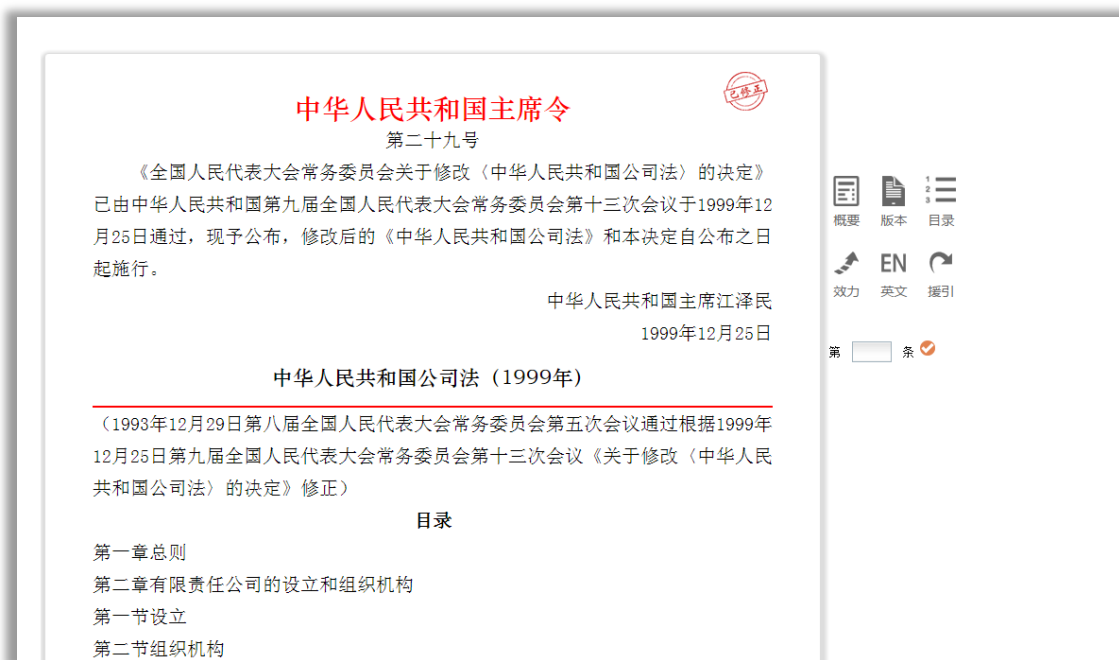 已修正
中华人民共和国主席令
第二十九号
《全国人民代表大会常务委员会关于修改〈中华人民共和国公司法〉的决定》
已由中华人民共和国第九届全国人民代表大会常务委员会第十三次会议于1999年12
月25日通过，现予公布，修改后的《中华人民共和国公司法》和本决定自公布之日
起施行。
中华人民共和国主席江泽民
1999年12月25日
中华人民共和国公司法（1999年）
（1993年12月29日第八届全国人民代表大会常务委员会第五次会议通过根据1999年
12月25日第九届全国人民代表大会常务委员会第十三次会议《关于修改〈中华人民
共和国公司法〉的决定》修正）
目录
第一章总则
第二章有限责任公司的设立和组织机构
第一节设立
第二节组织机构
1
2
3
概要 版本 目录
EN
效力 英文 援引
第 条